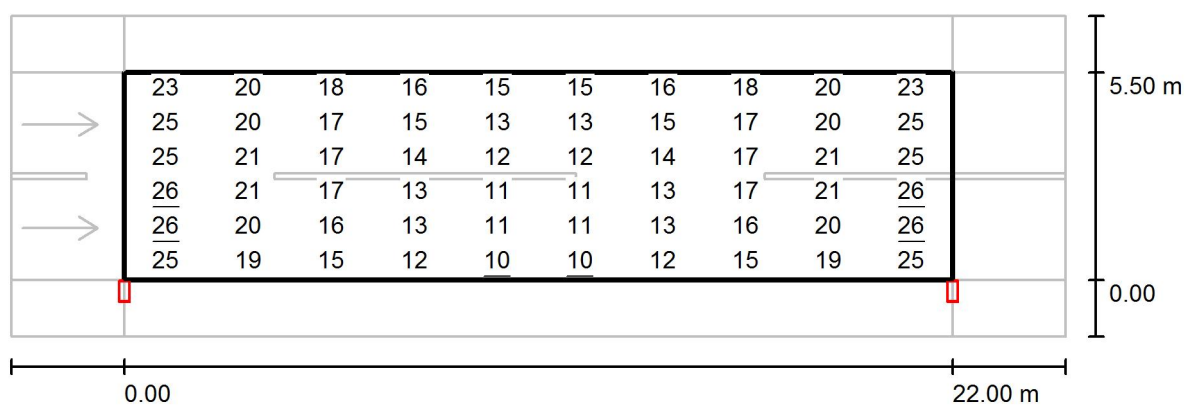 23 20 18 16 15 15 16 18 20 23
5.50 m
25 20 17 15 13 13 15 17 20 25
25 21 17 14 12 12 14 17 21 25
26 21 17 13 11 11 13 17 21 26
26 20 16 13 11 11 13 16 20 26
25 19 15 12 10 10 12 15 19 25
0.00
0.00 22.00 m